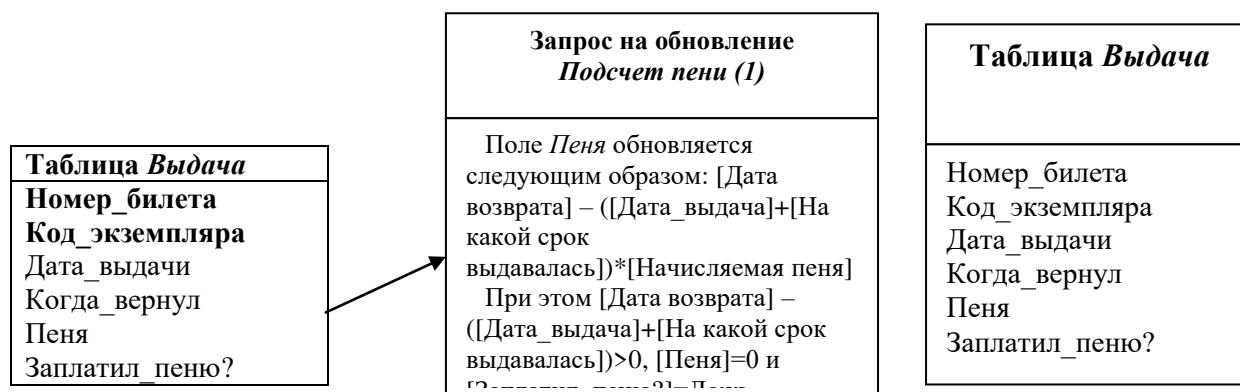 Таблица Выдача
Номер_билета
Код_экземпляра
Дата_выдачи
Когда_вернул
Пеня
Заплатил_пеню?
Запрос на обновление
Подсчет пени (1)
Поле Пеня обновляется
следующим образом: [Дата
возврата] – ([Дата_выдача]+[На
какой срок
выдавалась])*[Начисляемая пеня]
При этом [Дата возврата] –
([Дата_выдача]+[На какой срок
выдавалась])>0, [Пеня]=0 и
Таблица Выдача
Номер_билета
Код_экземпляра
Дата_выдачи
Когда_вернул
Пеня
Заплатил_пеню?